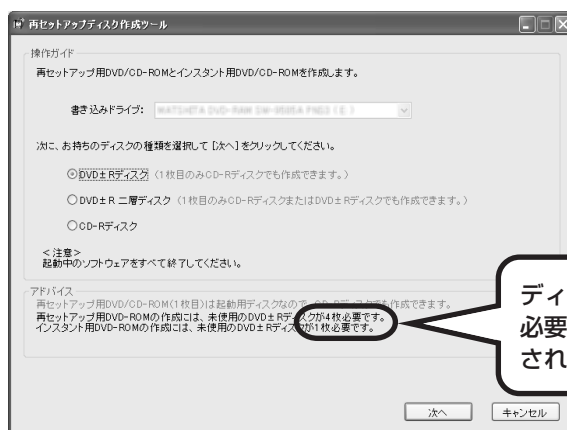 再セットアップディスク作成ツール
操作ガイド
再セットアップ用DVD/CD-ROMとインスタント用DVD/CD-ROMを作成します。
書き込みドライブ:
次に、お持ちのディスクの種類を選択して [次へ] をクリックしてください。
DVD±Rディスク (1枚目のみCD-Rディスクでも作成できます。)
DVD±R 二層ディスク (1枚目のみCD-RディスクまたはDVD±Rディスクでも作成できます。)
CD-Rディスク
<注意>
起動中のソフトウェアをすべて終了してください。
アドバイス
再セットアップ用DVD/CD-ROM(1枚目)は起動用ディスクなので、CD-Rディスクでも作成できます。
再セットアップ用DVD-ROMの作成には、未使用のDVD±Rディスクが4枚必要です。
インスタント用DVD-ROMの作成には、未使用のDVD±Rディスクが1枚必要です。
ディ
必要
され
次へ
キャンセル